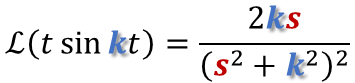 ℒ(t sin kt) = 2ks / (s² + k²)²